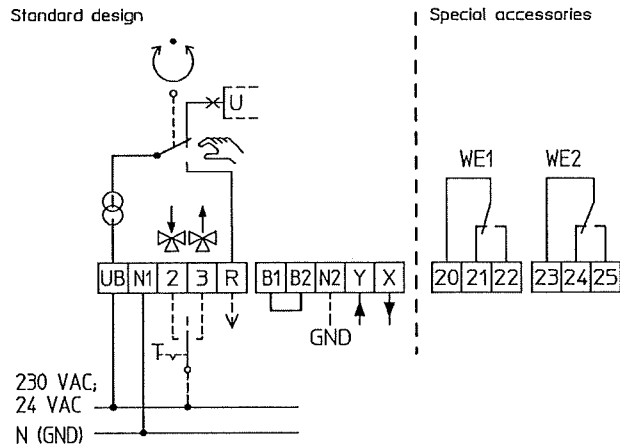 Standard design
Special accessories
U
WE1 WE2
UB N1 2 3 R B1 B2 N2 Y X
20 21 22 23 24 25
GND
T
230 VAC;
24 VAC
N (GND)